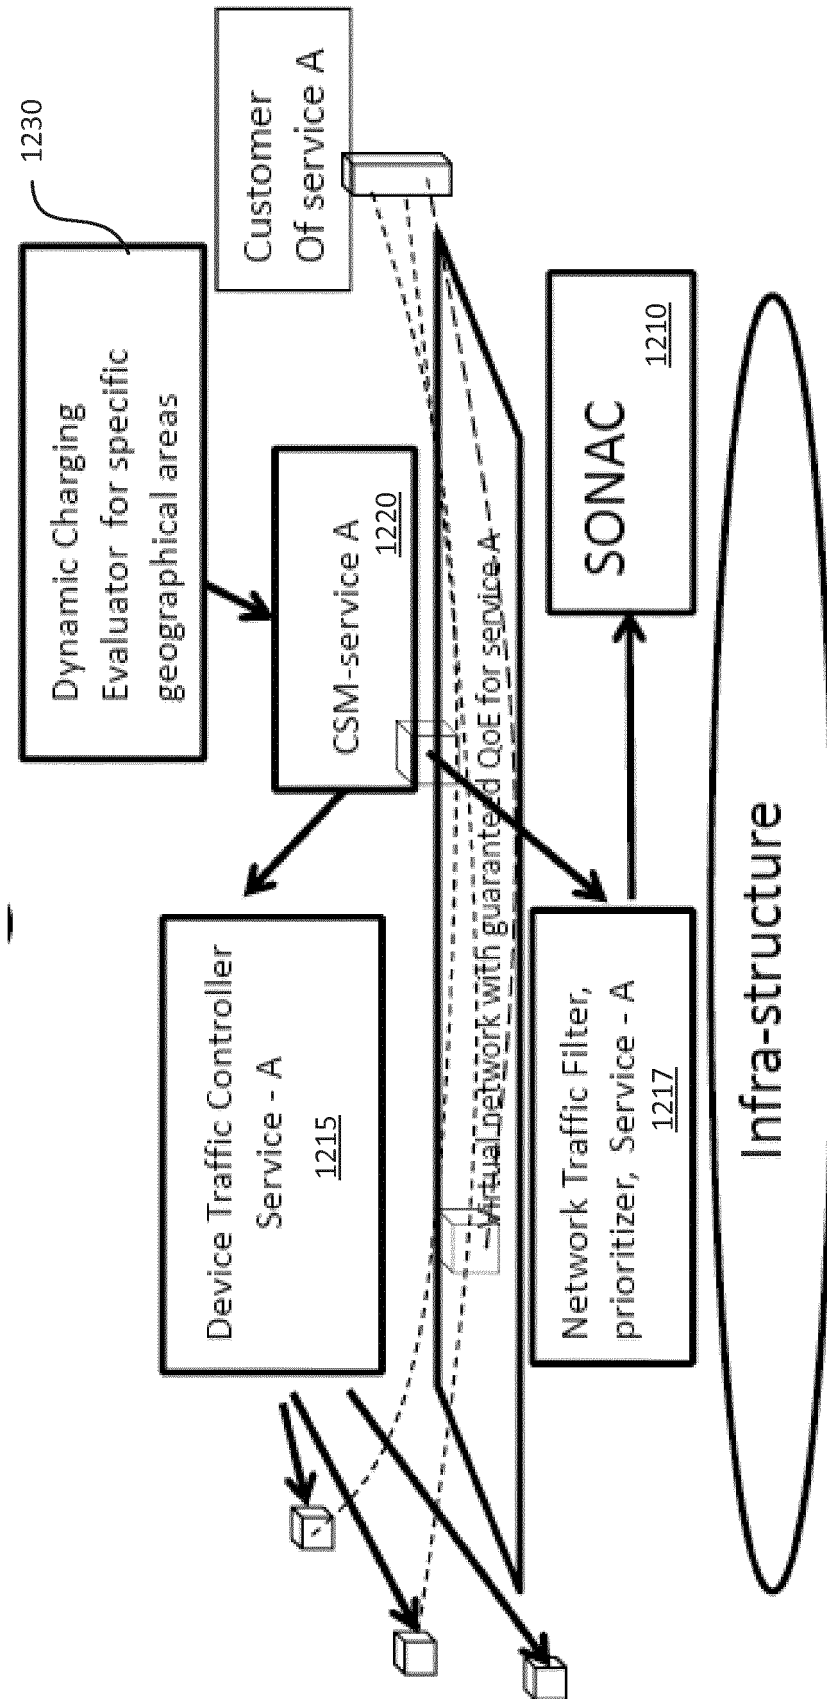 1230
Dynamic Charging
Evaluator for specific
geographical areas
Customer
Of service A
CSM-service A
1220
Device Traffic Controller
Service - A
1215
Virtual network with guaranteed QoE for service A
Network Traffic Filter,
prioritizer, Service - A
1217
SONAC
1210
Infra-structure